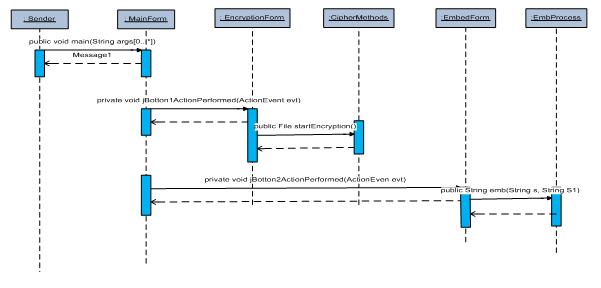 : Sender
: MainForm
: EncryptionForm
:CipherMethods
:EmbedForm
:EmbProcess
public void main(String args[0..*])
Message1
private void jBotton1ActionPerformed(ActionEvent evt)
public File startEncryption()
private void jBotton2ActionPerformed(ActionEven evt)
public String emb(String s, String S1)